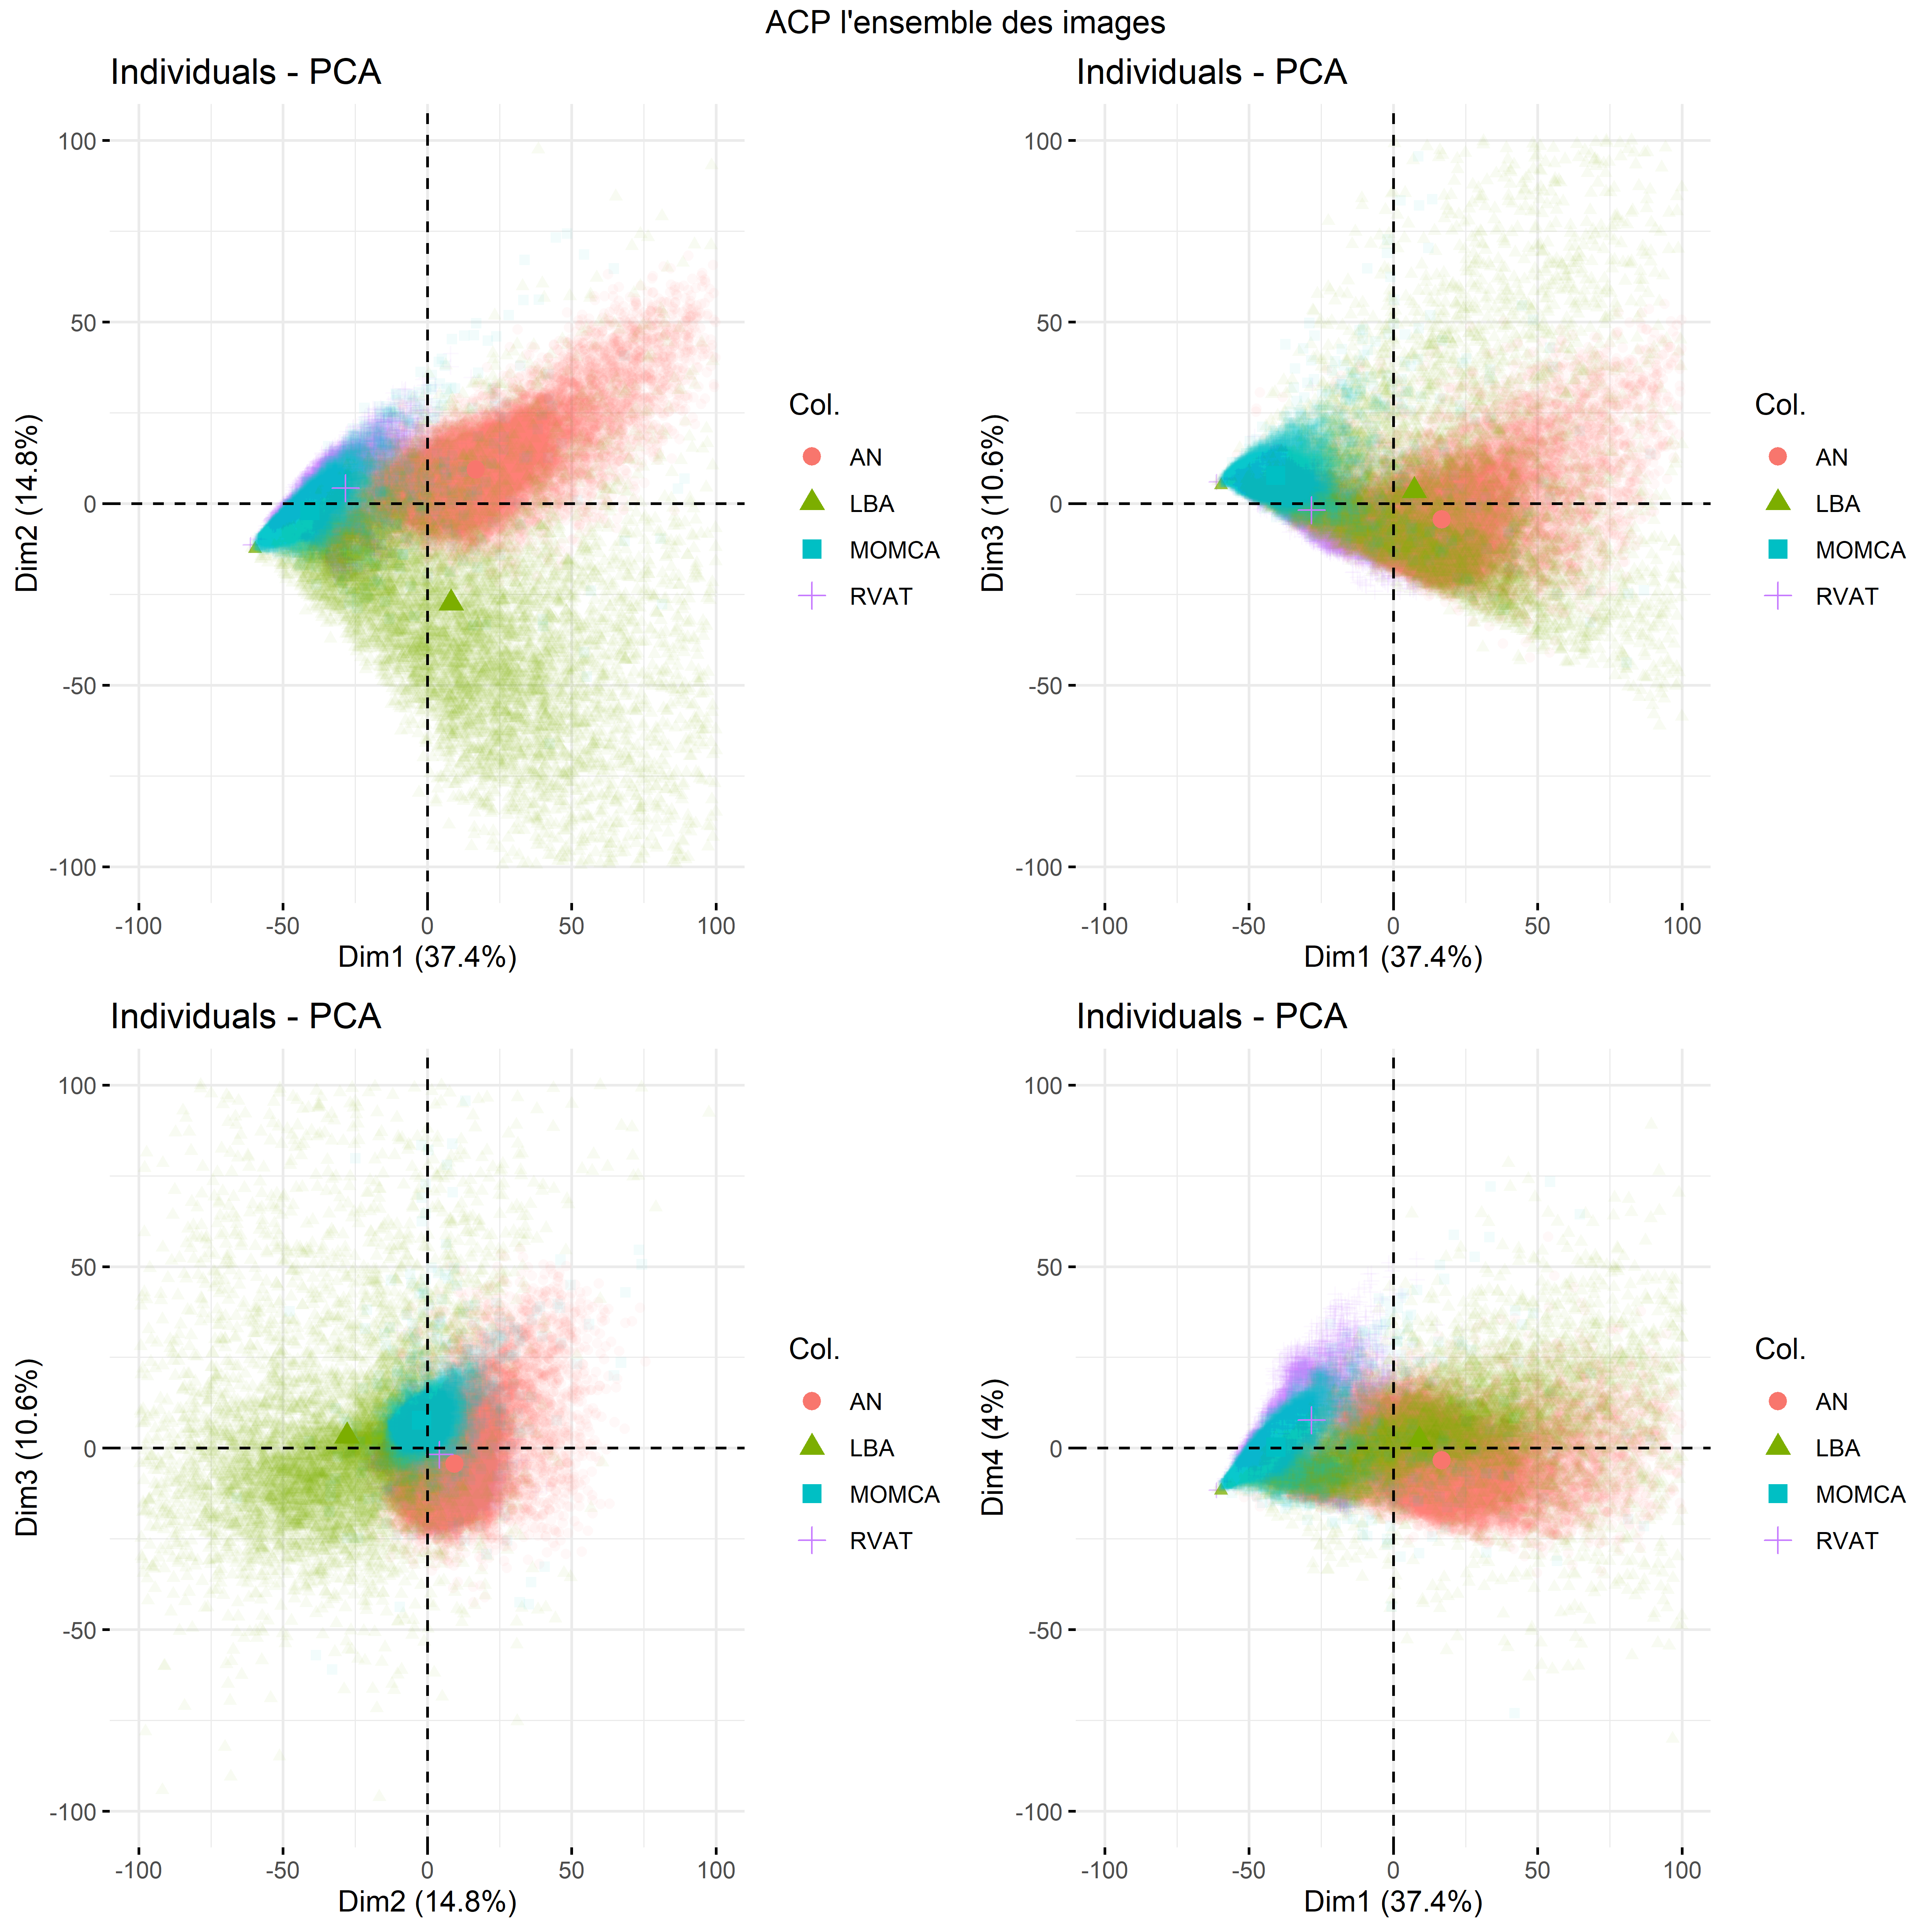 ACP l'ensemble des images
Individuals - PCA
100
50
0
-50
-100
Dim2 (14.8%)
-100 -50 0 50 100
Dim1 (37.4%)
Col.
AN
LBA
MOMCA
RVAT
Individuals - PCA
100
50
0
-50
-100
Dim3 (10.6%)
-100 -50 0 50 100
Dim1 (37.4%)
Col.
AN
LBA
MOMCA
RVAT
Individuals - PCA
100
50
0
-50
-100
Dim3 (10.6%)
-100 -50 0 50 100
Dim2 (14.8%)
Col.
AN
LBA
MOMCA
RVAT
Individuals - PCA
100
50
0
-50
-100
Dim4 (4%)
-100 -50 0 50 100
Dim1 (37.4%)
Col.
AN
LBA
MOMCA
RVAT